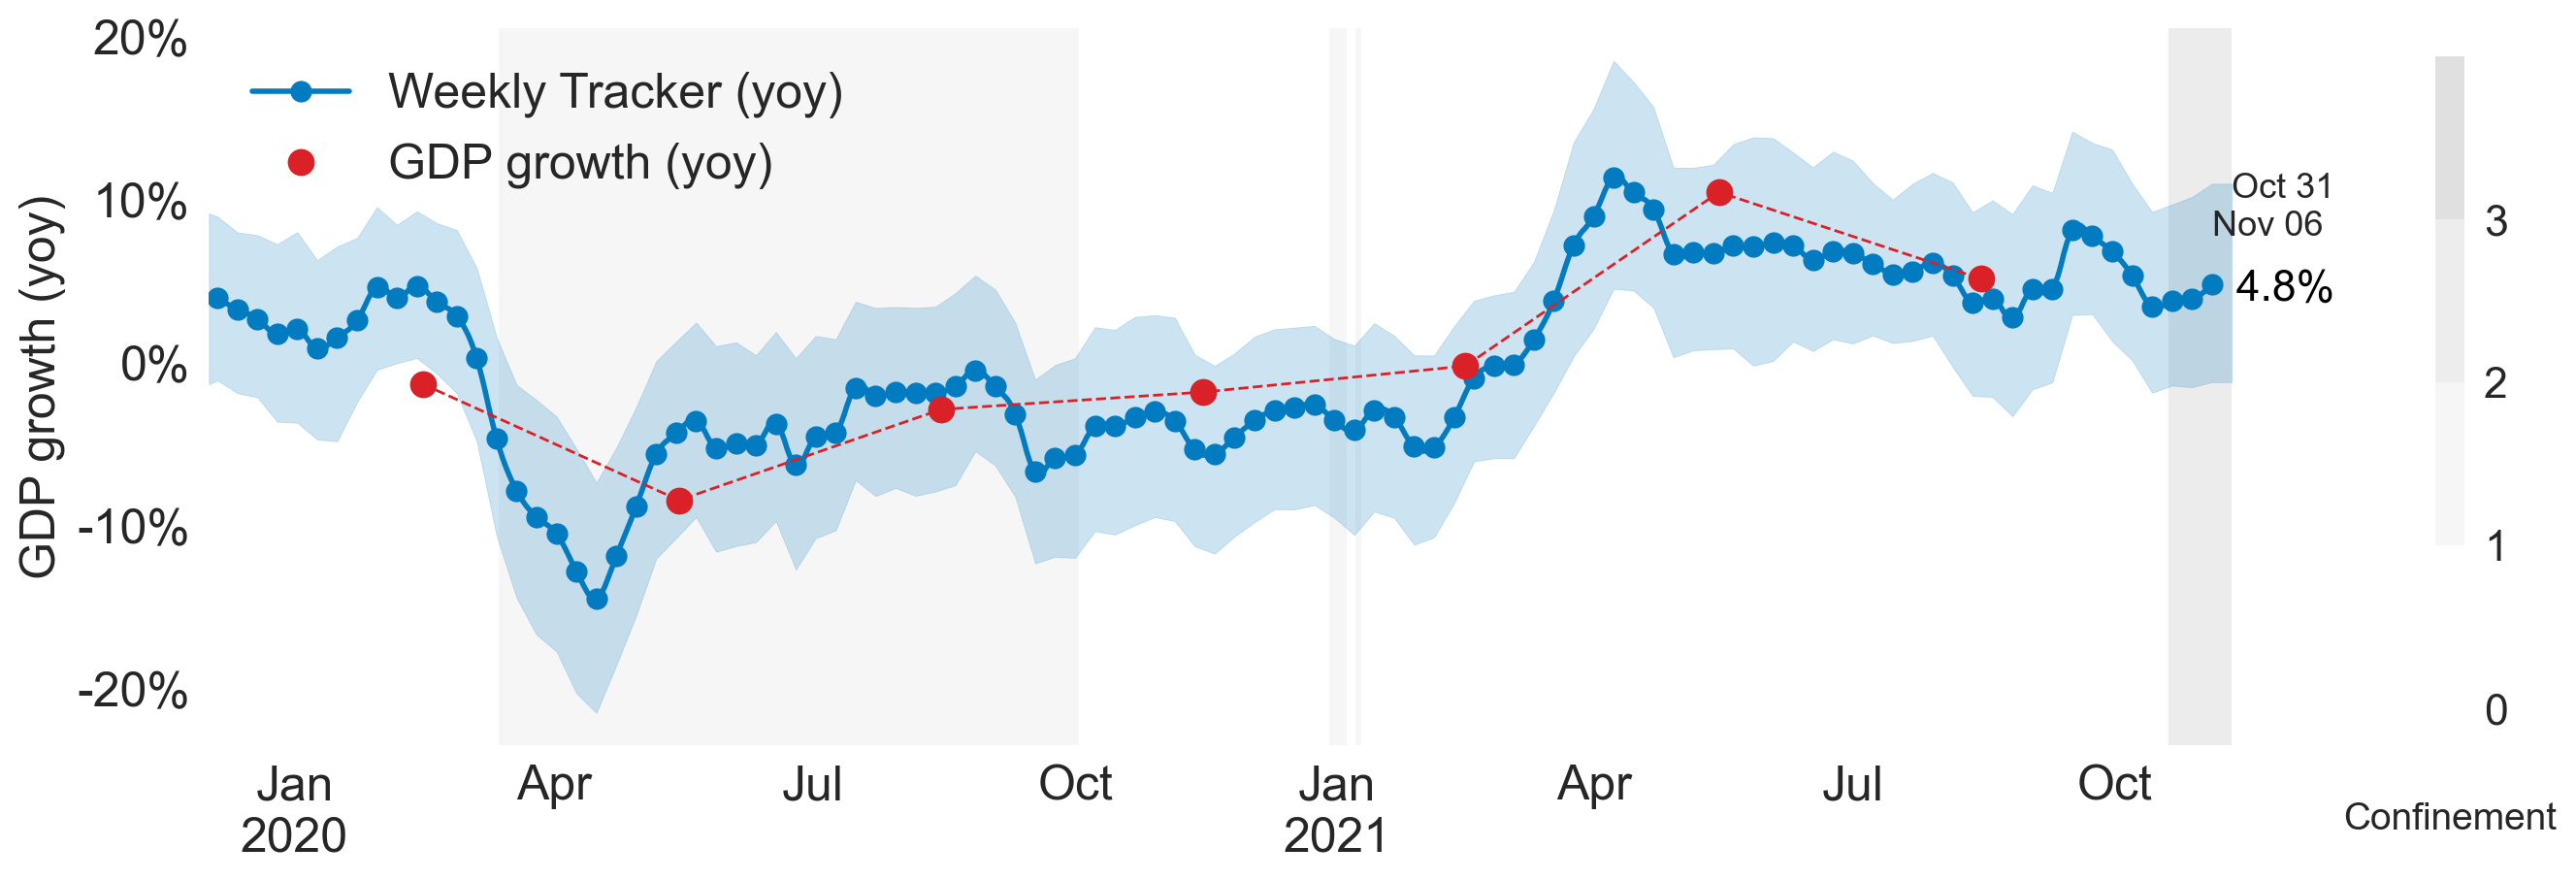 20%
10%
0%
-10%
-20%
GDP growth (yoy)
Weekly Tracker (yoy)
GDP growth (yoy)
Oct 31
Nov 06
4.8%
3
2
1
0
Jan
2020
Apr
Jul
Oct
Jan
2021
Apr
Jul
Oct
Confinement